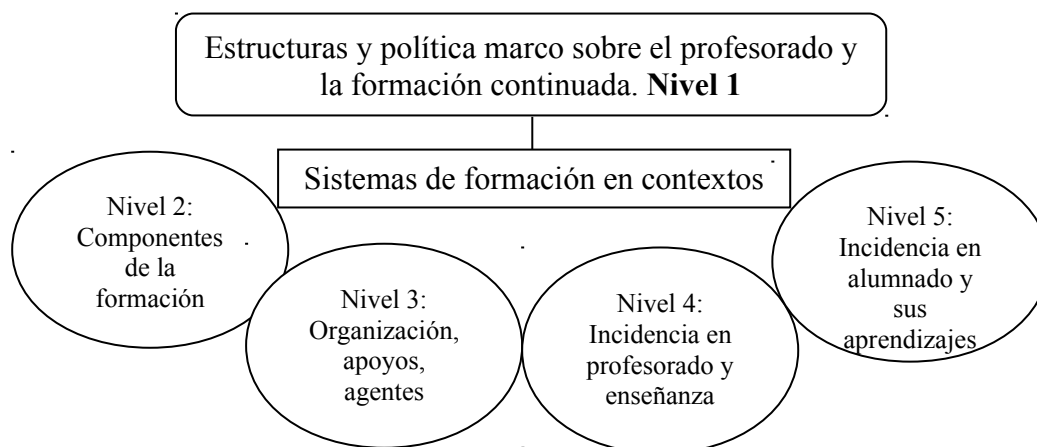 Estructuras y política marco sobre el profesorado y
la formación continuada. Nivel 1
Sistemas de formación en contextos
Nivel 2:
Componentes
de la
formación
Nivel 3:
Organización,
apoyos,
agentes
Nivel 4:
Incidencia en
profesorado y
enseñanza
Nivel 5:
Incidencia en
alumnado y
sus
aprendizajes